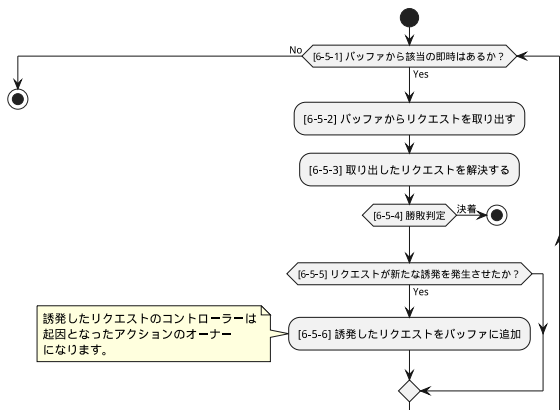 No
[6-5-1] バッファから該当の即時はあるか？
Yes
[6-5-2] バッファからリクエストを取り出す
[6-5-3] 取り出したリクエストを解決する
[6-5-4] 勝敗判定
決着
[6-5-5] リクエストが新たな誘発を発生させたか？
Yes
誘発したリクエストのコントローラーは
起因となったアクションのオーナー
になります。
[6-5-6] 誘発したリクエストをバッファに追加